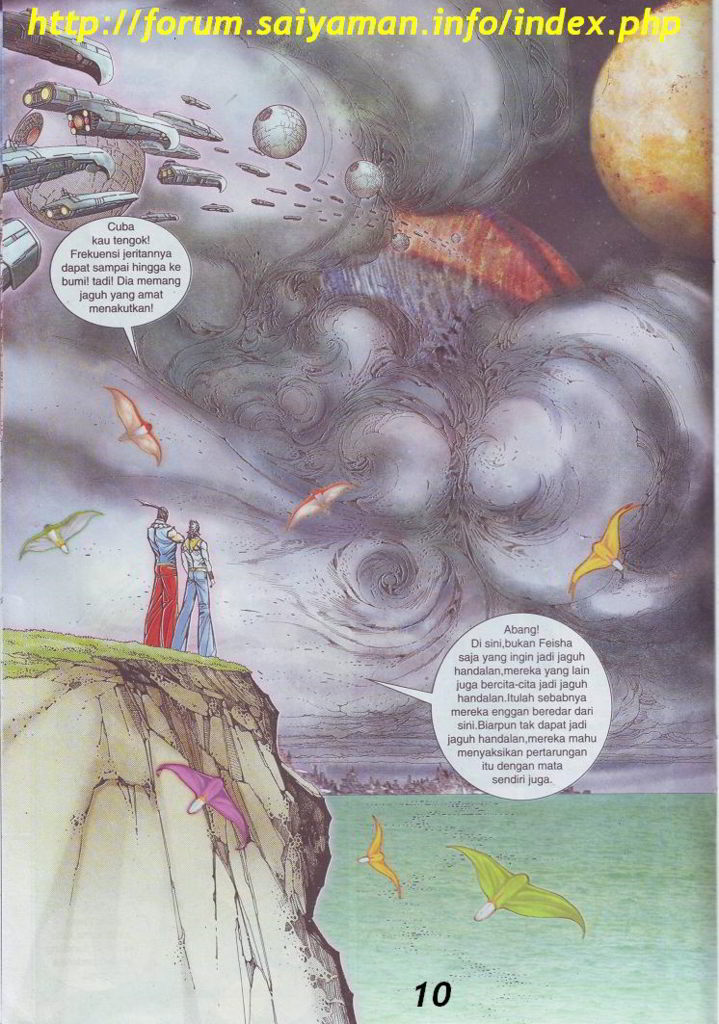 http://forum.saiyaman.info/index.php
Cuba
kau tengok!
Frekuensi jeritannya
dapat sampai hingga ke
bumi! tadi! Dia memang
jaguh yang amat
menakutkan!
Abang!
Di sini,bukan Feisha
saja yang ingin jadi jaguh
handalan,mereka yang lain
juga bercita-cita jadi jaguh
handalan.Itulah sebabnya
mereka enggan beredar dari
sini.Biarpun tak dapat jadi
jaguh handalan,mereka mahu
menyaksikan pertarungan
itu dengan mata
sendiri juga.
10